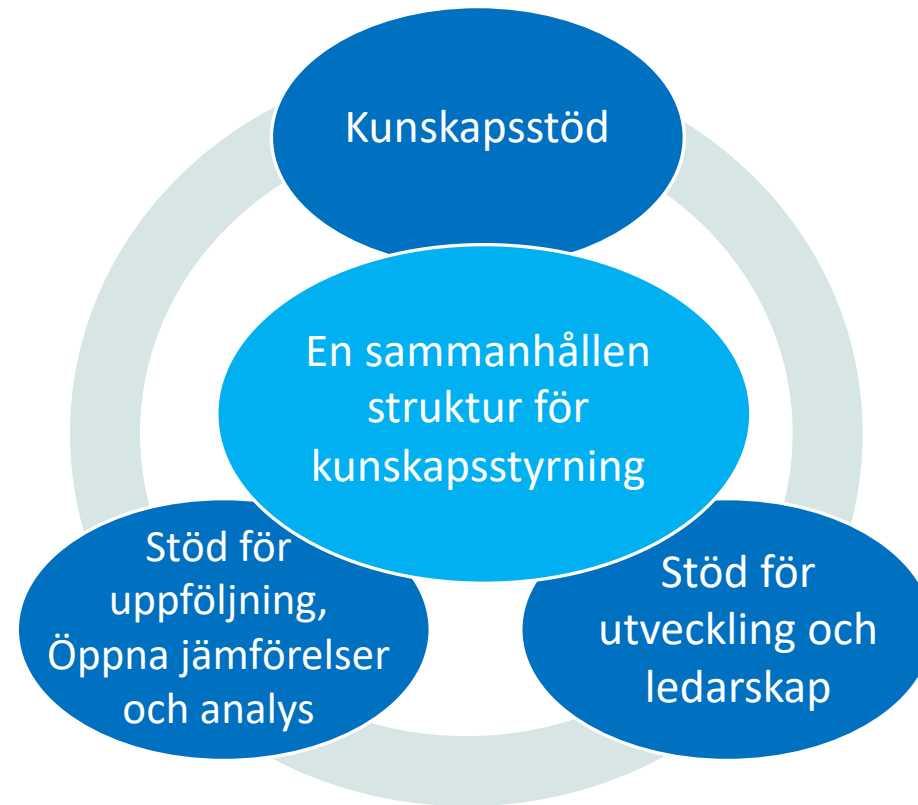 Kunskapsstöd
En sammanhållen
struktur för
kunskapsstyrning
Stöd för
uppföljning,
Öppna jämförelser
och analys
Stöd för
utveckling och
ledarskap